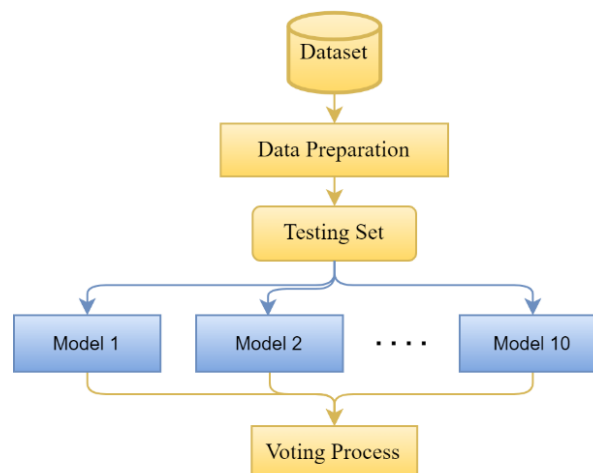 Dataset
Data Preparation
Testing Set
Model 1
Model 2
. . . .
Model 10
Voting Process